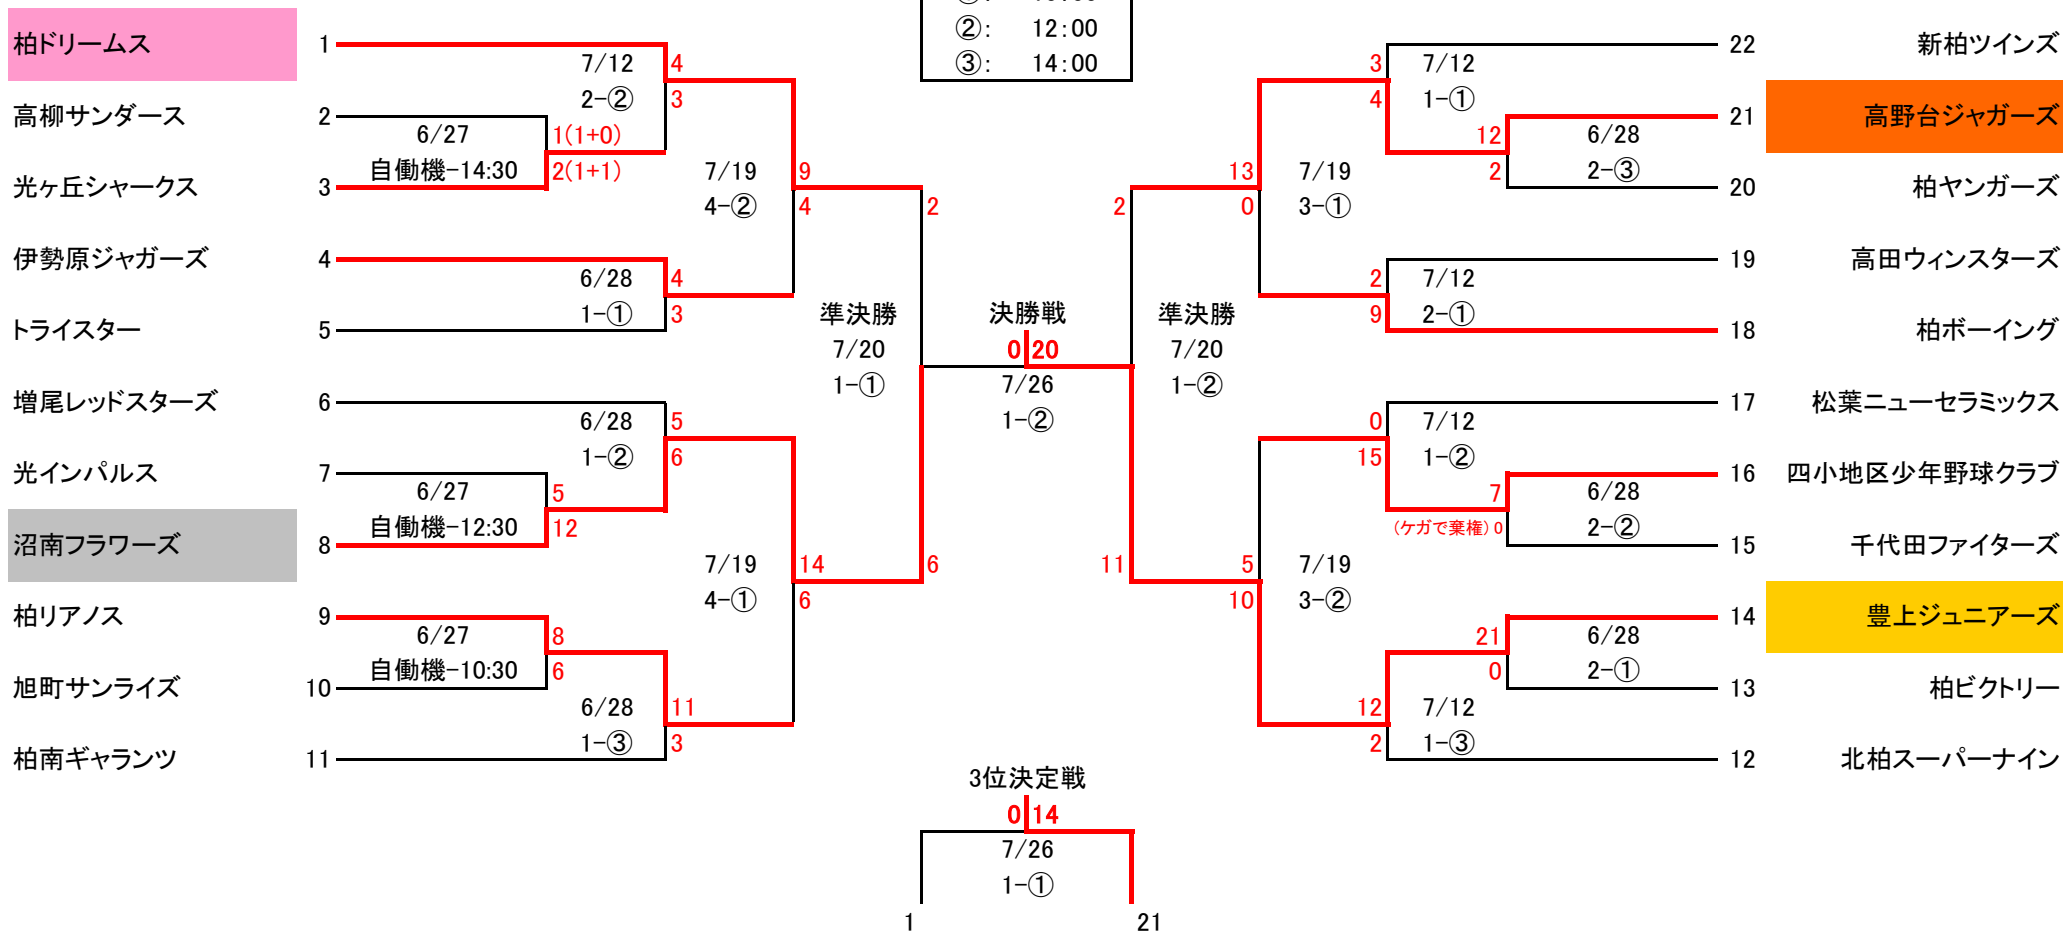 ②: 12:00
③: 14:00
柏ドリームス 1
7/12 4
2-② 3
高柳サンダース 2
6/27 1(1+0)
自働機-14:30 2(1+1)
光ヶ丘シャークス 3
7/19 9
4-② 4
2
伊勢原ジャガーズ 4
6/28 4
1-① 3
トライスター 5
準決勝
7/20
1-①
増尾レッドスターズ 6
6/28 5
1-② 6
光インパルス 7
6/27 5
自働機-12:30 12
沼南フラワーズ 8
7/19 14
4-① 6
6
柏リアノス 9
6/27 8
自働機-10:30 6
旭町サンライズ 10
6/28 11
1-③ 3
柏南ギャランツ 11
決勝戦
0 20
7/26
1-②
22 新柏ツインズ
3 7/12
4 1-①
21 高野台ジャガーズ
12 6/28
2 2-③
20 柏ヤンガーズ
13 7/19
0 3-①
2
19 高田ウィンスターズ
2 7/12
9 2-①
18 柏ボーイング
準決勝
7/20
1-②
17 松葉ニューセラミックス
0 7/12
15 1-②
16 四小地区少年野球クラブ
7 6/28
(ケガで棄権) 0 2-②
15 千代田ファイターズ
11
5 7/19
10 3-②
14 豊上ジュニアーズ
21 6/28
0 2-①
13 柏ビクトリー
12 7/12
2 1-③
12 北柏スーパーナイン
3位決定戦
0 14
7/26
1-①
1 21